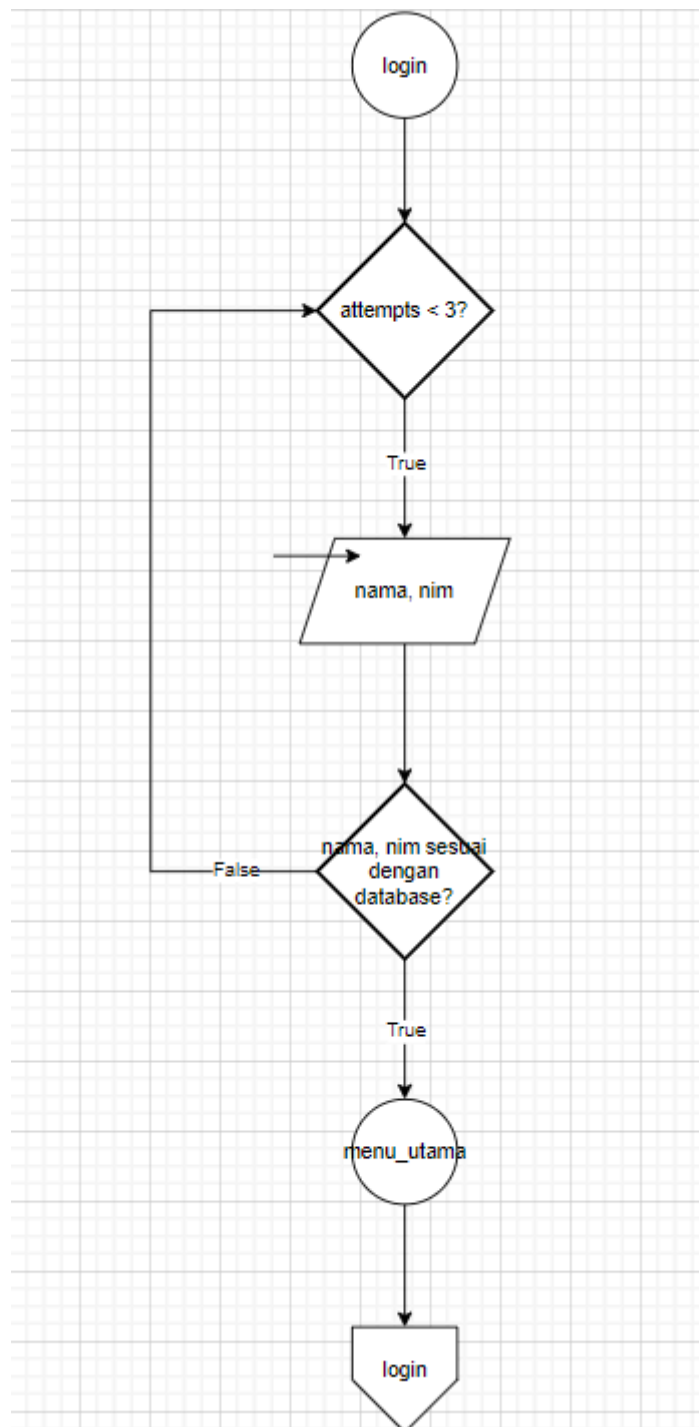 login
attempts < 3?
True
nama, nim
nama, nim sesuai
dengan
database?
False
True
menu_utama
login